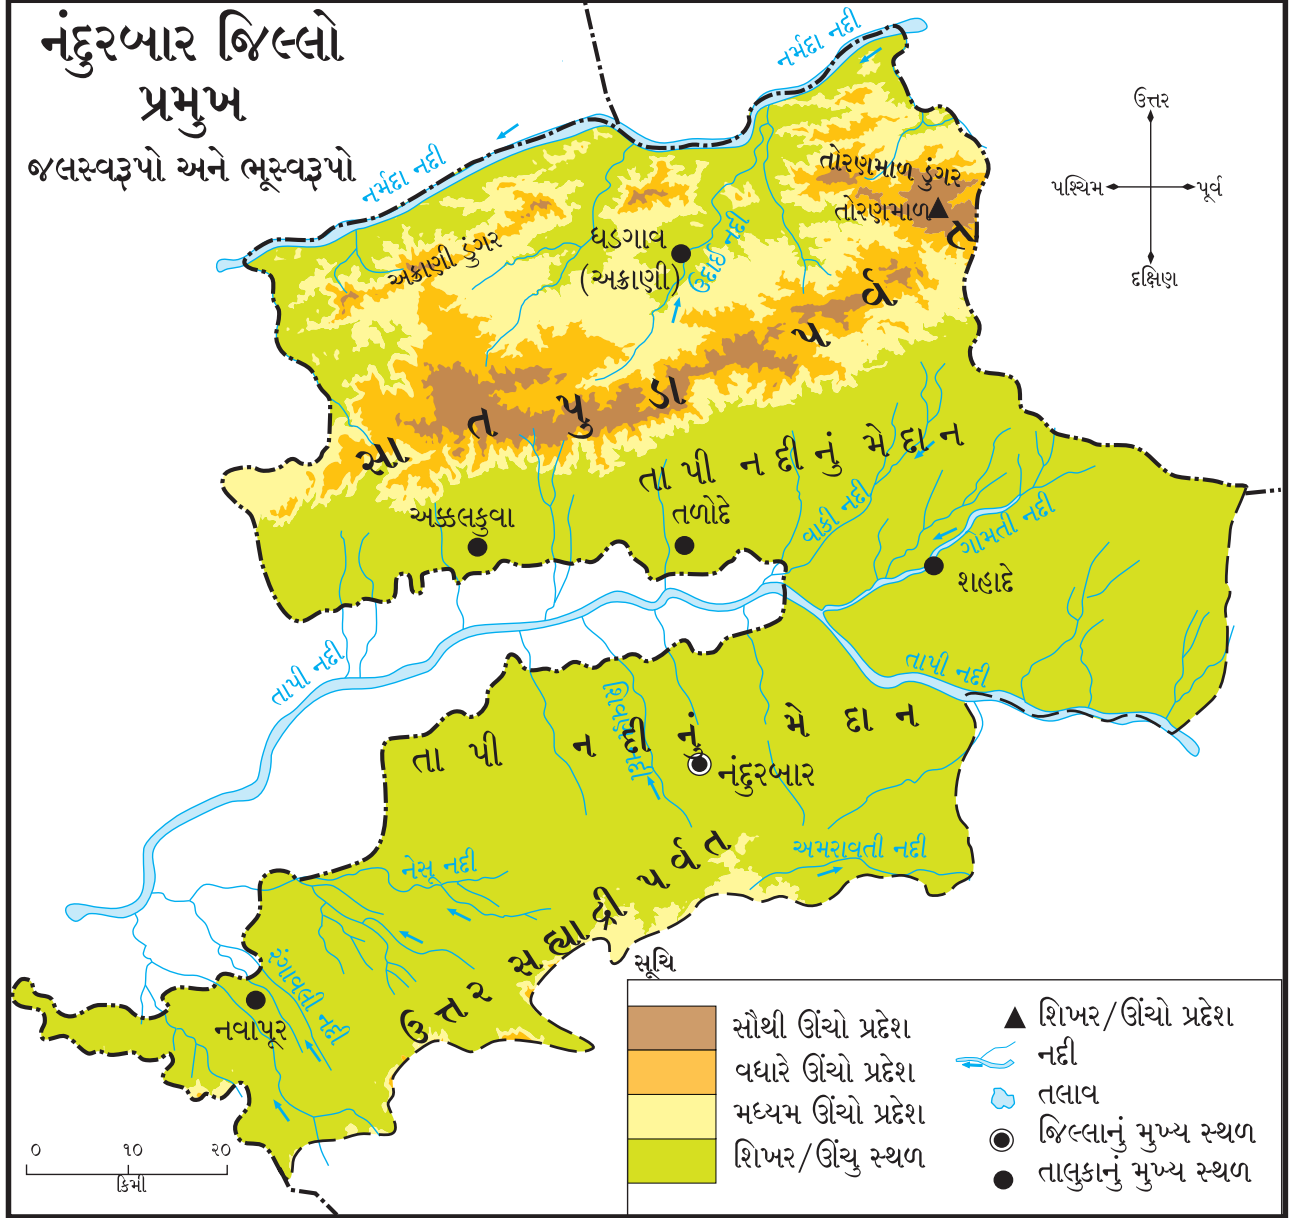 નંદુરબાર જિલ્લો
પ્રમુખ
જલસ્વરૂપો અને ભૂસ્વરૂપો
નર્મદા નદી
ઉત્તર
પશ્ચિમ
પૂર્વ
દક્ષિણ
નર્મદા નદી
તોરણમાળ ડુંગર
તોરણમાળ
ધડગાવ
(અક્રાણી)
ઉદાઈ નદી
અક્રાણી ડુંગર
સાતપુડા પર્વત
તાપી નદીનું મેદાન
અક્કલકુવા
તળોદે
વાકી નદી
ગોમતી નદી
શહાદે
તાપી નદી
તાપી નદી
શિવણ નદી
તાપી નદીનું મેદાન
નંદુરબાર
નેસૂ નદી
અમરાવતી નદી
ઉત્તર સહ્યાદ્રી પર્વત
રંગાવલી નદી
નવાપૂર
સૂચિ
સૌથી ઊંચો પ્રદેશ
વધારે ઊંચો પ્રદેશ
મધ્યમ ઊંચો પ્રદેશ
શિખર/ઊંચુ સ્થળ
શિખર/ઊંચો પ્રદેશ
નદી
તલાવ
જિલ્લાનું મુખ્ય સ્થળ
તાલુકાનું મુખ્ય સ્થળ
૦ ૧૦ ૨૦
કિમી